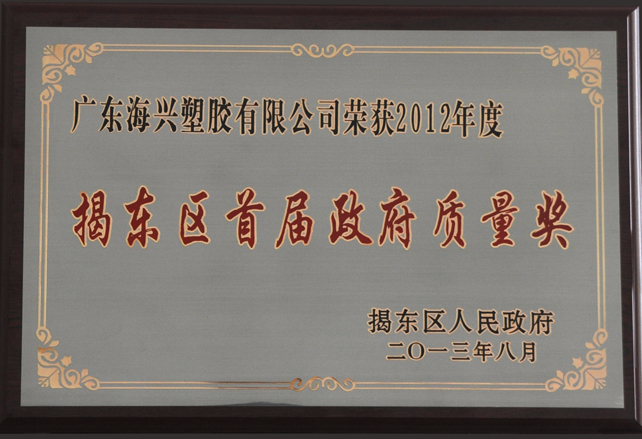 广东海兴塑胶有限公司荣获2012年度
揭东区首届政府质量奖
揭东区人民政府
二〇一三年八月